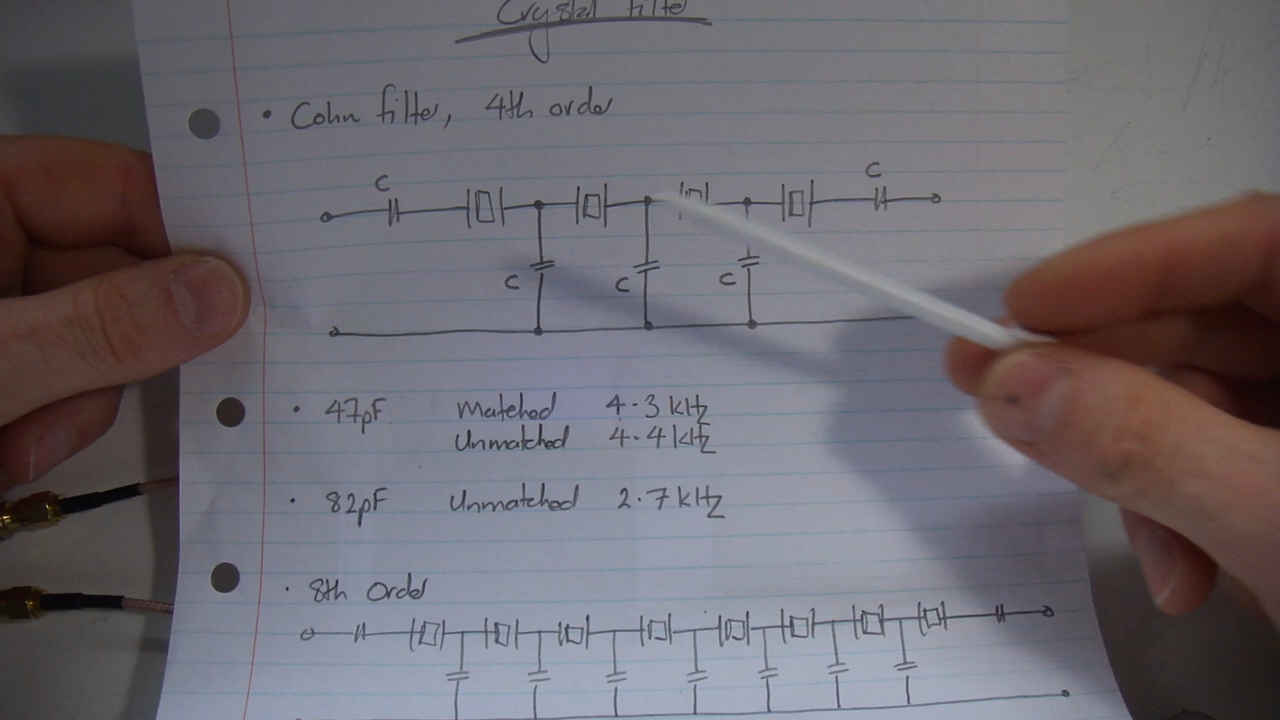 Crystal filter
• Cohn filter, 4th order
C C
C C C
• 47pF Matched 4.3 kHz
Unmatched 4.4 kHz
• 82pF Unmatched 2.7 kHz
• 8th Order